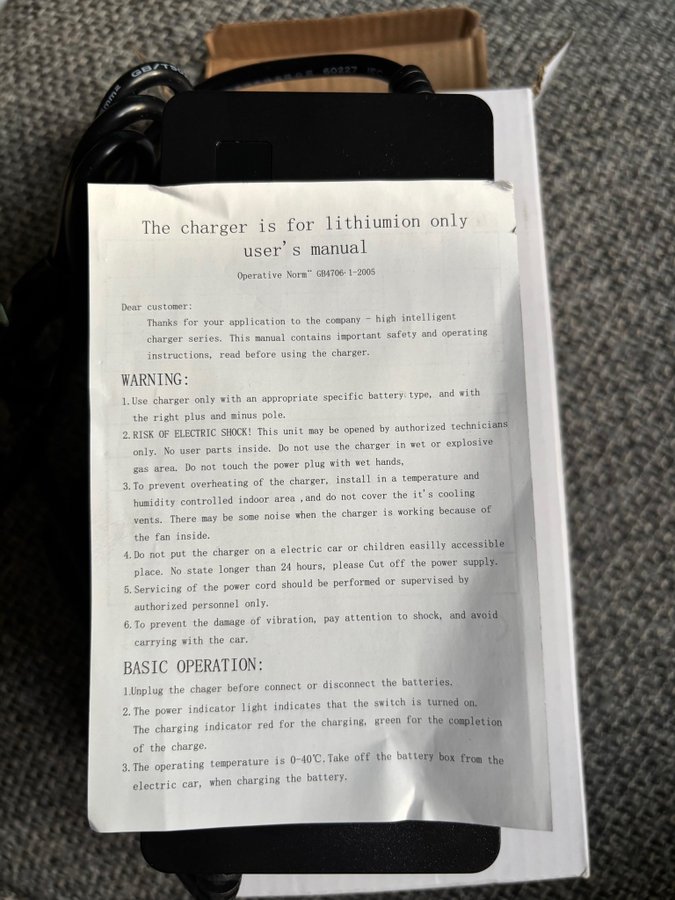 GB/T50
60227 IEC
The charger is for lithiumion only
user's manual
Operative Norm¨ GB4706·1-2005
Dear customer:
Thanks for your application to the company - high intelligent
charger series. This manual contains important safety and operating
instructions, read before using the charger.
WARNING:
1. Use charger only with an appropriate specific battery type, and with
the right plus and minus pole.
2. RISK OF ELECTRIC SHOCK! This unit may be opened by authorized technicians
only. No user parts inside. Do not use the charger in wet or explosive
gas area. Do not touch the power plug with wet hands,
3. To prevent overheating of the charger, install in a temperature and
humidity controlled indoor area ,and do not cover the it's cooling
vents. There may be some noise when the charger is working because of
the fan inside.
4. Do not put the charger on a electric car or children easilly accessible
place. No state longer than 24 hours, please Cut off the power supply.
5. Servicing of the power cord should be performed or supervised by
authorized personnel only.
6. To prevent the damage of vibration, pay attention to shock, and avoid
carrying with the car.
BASIC OPERATION:
1.Unplug the chager before connect or disconnect the batteries.
2. The power indicator light indicates that the switch is turned on.
The charging indicator red for the charging, green for the completion
of the charge.
3. The operating temperature is 0-40℃.Take off the battery box from the
electric car, when charging the battery.